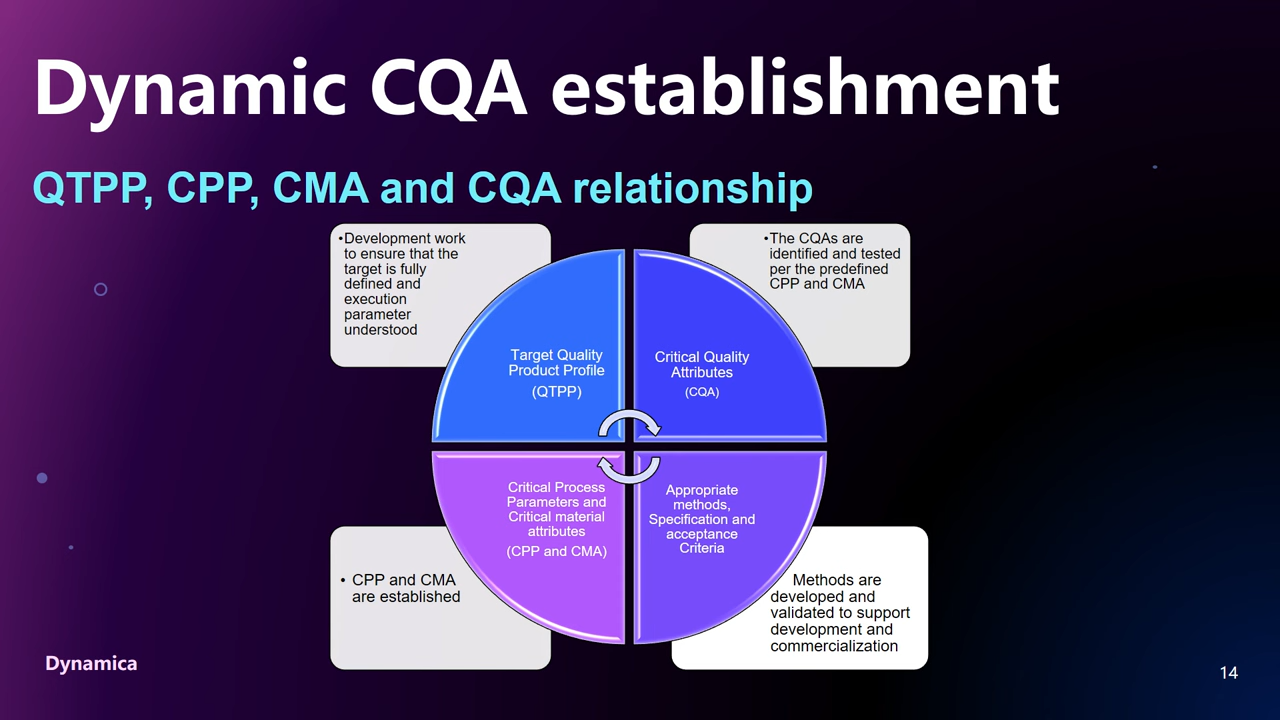 Dynamic CQA establishment
QTPP, CPP, CMA and CQA relationship
•Development work
to ensure that the
target is fully
defined and
execution
parameter
understood
•The CQAs are
identified and tested
per the predefined
CPP and CMA
Target Quality
Product Profile
(QTPP)
Critical Quality
Attributes
(CQA)
Critical Process
Parameters and
Critical material
attributes
(CPP and CMA)
Appropriate
methods,
Specification and
acceptance
Criteria
• CPP and CMA
are established
Methods are
developed and
validated to support
development and
commercialization
Dynamica
14